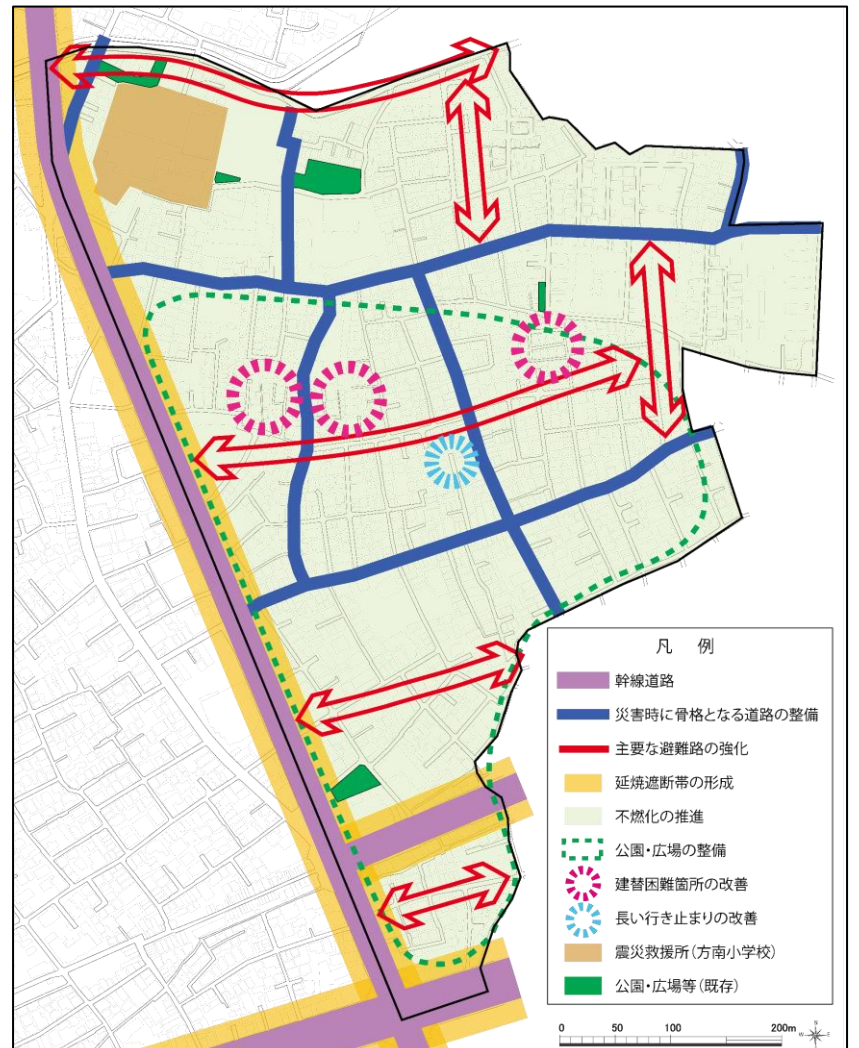 凡 例
幹線道路
災害時に骨格となる道路の整備
主要な避難路の強化
延焼遮断帯の形成
不燃化の推進
公園・広場の整備
建替困難箇所の改善
長い行き止まりの改善
震災救援所(方南小学校)
公園・広場等(既存)
0 50 100 200m
N
W E
S